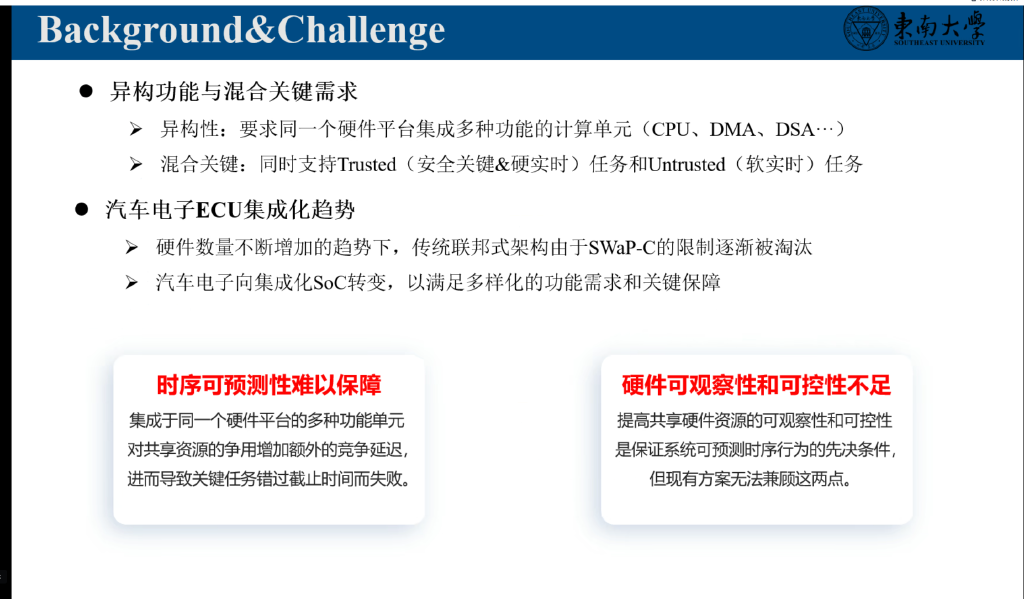 Background&Challenge
東南大學
SOUTHEAST UNIVERSITY
● 异构功能与混合关键需求
➢ 异构性：要求同一个硬件平台集成多种功能的计算单元（CPU、DMA、DSA…）
➢ 混合关键：同时支持Trusted（安全关键&硬实时）任务和Untrusted（软实时）任务
● 汽车电子ECU集成化趋势
➢ 硬件数量不断增加的趋势下，传统联邦式架构由于SWaP-C的限制逐渐被淘汰
➢ 汽车电子向集成化SoC转变，以满足多样化的功能需求和关键保障
时序可预测性难以保障
集成于同一个硬件平台的多种功能单元
对共享资源的争用增加额外的竞争延迟，
进而导致关键任务错过截止时间而失败。
硬件可观察性和可控性不足
提高共享硬件资源的可观察性和可控性
是保证系统可预测时序行为的先决条件，
但现有方案无法兼顾这两点。